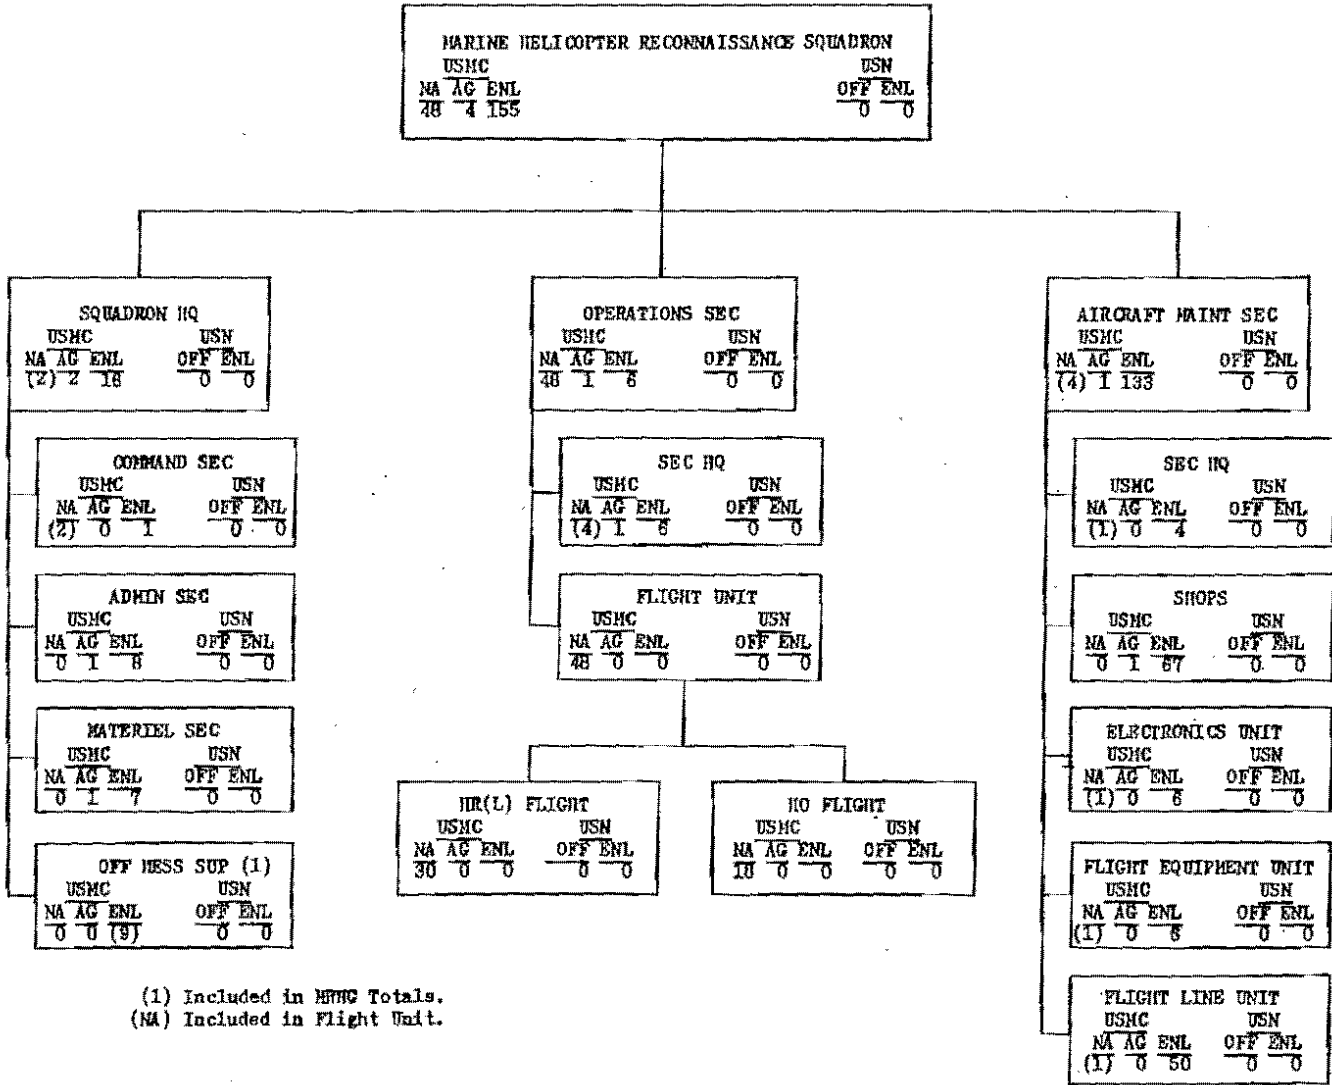 MARINE HELICOPTER RECONNAISSANCE SQUADRON
USMC USN
NA AG ENL OFF ENL
48 4 155 0 0
SQUADRON HQ
USMC USN
NA AG ENL OFF ENL
(2) 2 16 0 0
COMMAND SEC
USMC USN
NA AG ENL OFF ENL
(2) 0 1 0 0
ADMIN SEC
USMC USN
NA AG ENL OFF ENL
0 1 8 0 0
MATERIEL SEC
USMC USN
NA AG ENL OFF ENL
0 1 7 0 0
OFF MESS SUP (1)
USMC USN
NA AG ENL OFF ENL
0 0 (9) 0 0
OPERATIONS SEC
USMC USN
NA AG ENL OFF ENL
48 1 6 0 0
SEC HQ
USMC USN
NA AG ENL OFF ENL
(4) 1 6 0 0
FLIGHT UNIT
USMC USN
NA AG ENL OFF ENL
48 0 0 0 0
HR(L) FLIGHT
USMC USN
NA AG ENL OFF ENL
30 0 0 0 0
HO FLIGHT
USMC USN
NA AG ENL OFF ENL
18 0 0 0 0
AIRCRAFT MAINT SEC
USMC USN
NA AG ENL OFF ENL
(4) 1 133 0 0
SEC HQ
USMC USN
NA AG ENL OFF ENL
(1) 0 4 0 0
SHOPS
USMC USN
NA AG ENL OFF ENL
0 1 67 0 0
ELECTRONICS UNIT
USMC USN
NA AG ENL OFF ENL
(1) 0 6 0 0
FLIGHT EQUIPMENT UNIT
USMC USN
NA AG ENL OFF ENL
(1) 0 6 0 0
FLIGHT LINE UNIT
USMC USN
NA AG ENL OFF ENL
(1) 0 50 0 0
(1) Included in Totals.
(NA) Included in Flight Unit.